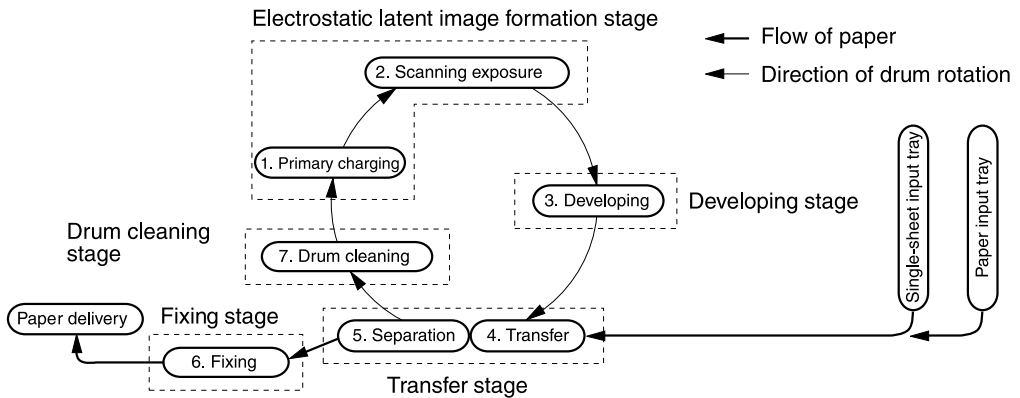 Electrostatic latent image formation stage
Flow of paper
2. Scanning exposure
Direction of drum rotation
1. Primary charging
3. Developing
Developing stage
Single-sheet input tray
Paper input tray
Drum cleaning
stage
7. Drum cleaning
Paper delivery
Fixing stage
5. Separation
4. Transfer
6. Fixing
Transfer stage